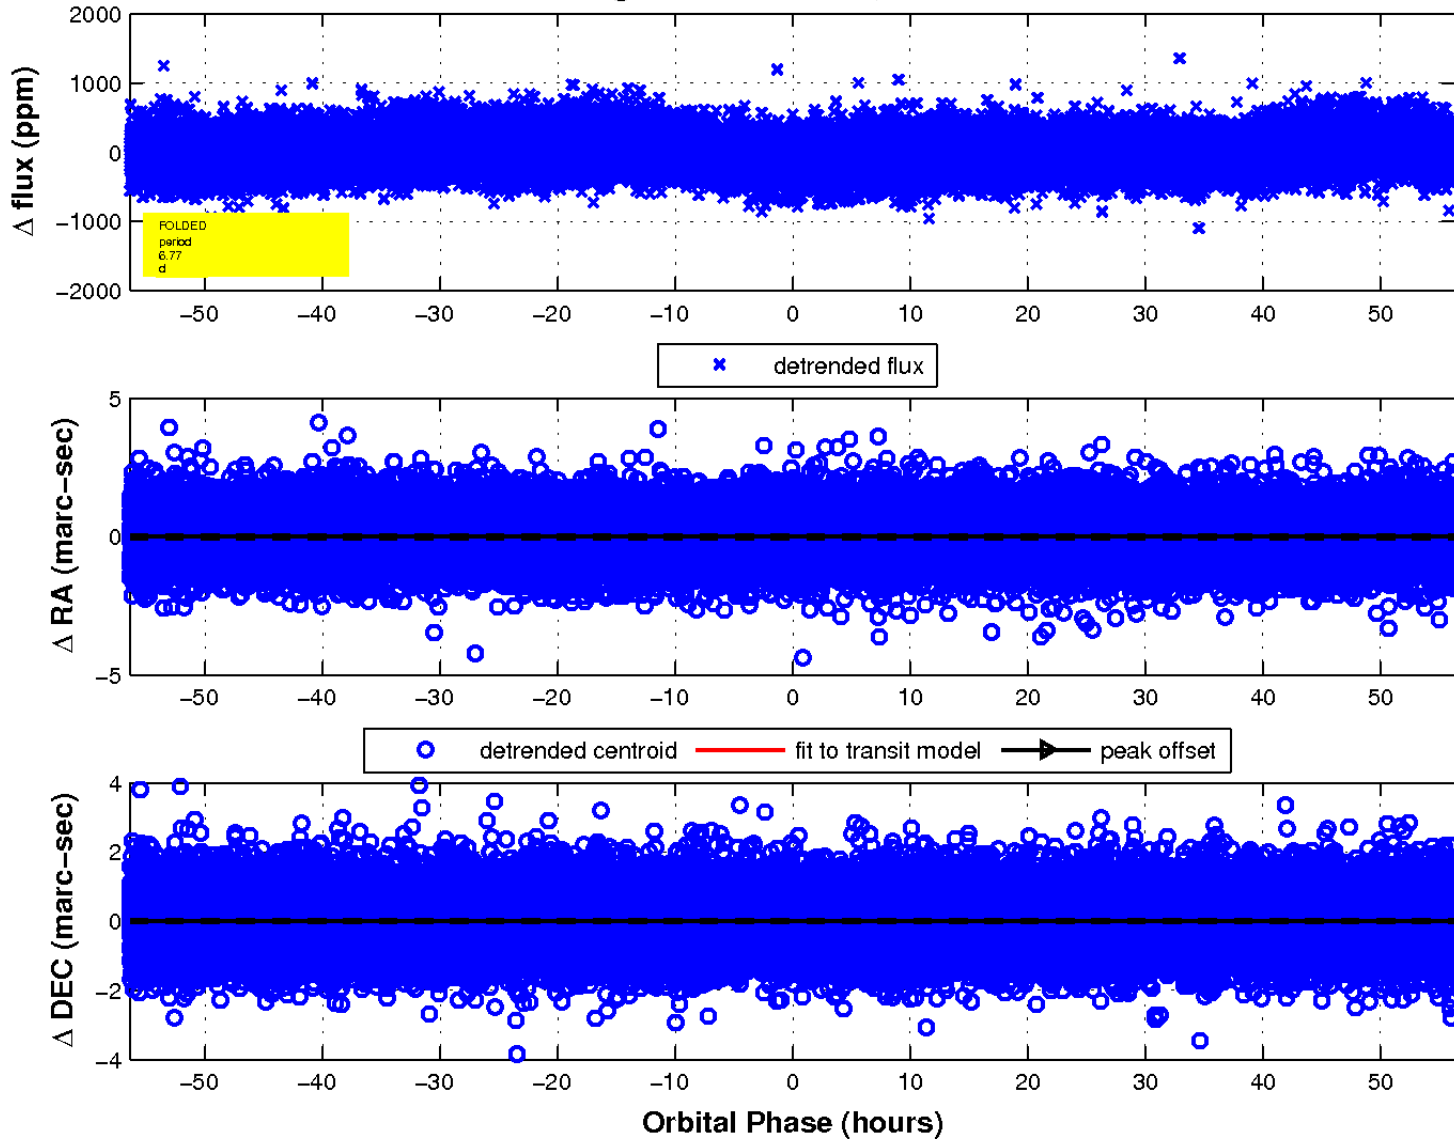 2000
1000
0
−1000
−2000
Δ flux (ppm)
FOLDED
period
6.77
d
−50 −40 −30 −20 −10 0 10 20 30 40 50
detrended flux
5
0
−5
Δ RA (marc−sec)
−50 −40 −30 −20 −10 0 10 20 30 40 50
detrended centroid fit to transit model peak offset
4
2
0
−2
−4
Δ DEC (marc−sec)
−50 −40 −30 −20 −10 0 10 20 30 40 50
Orbital Phase (hours)